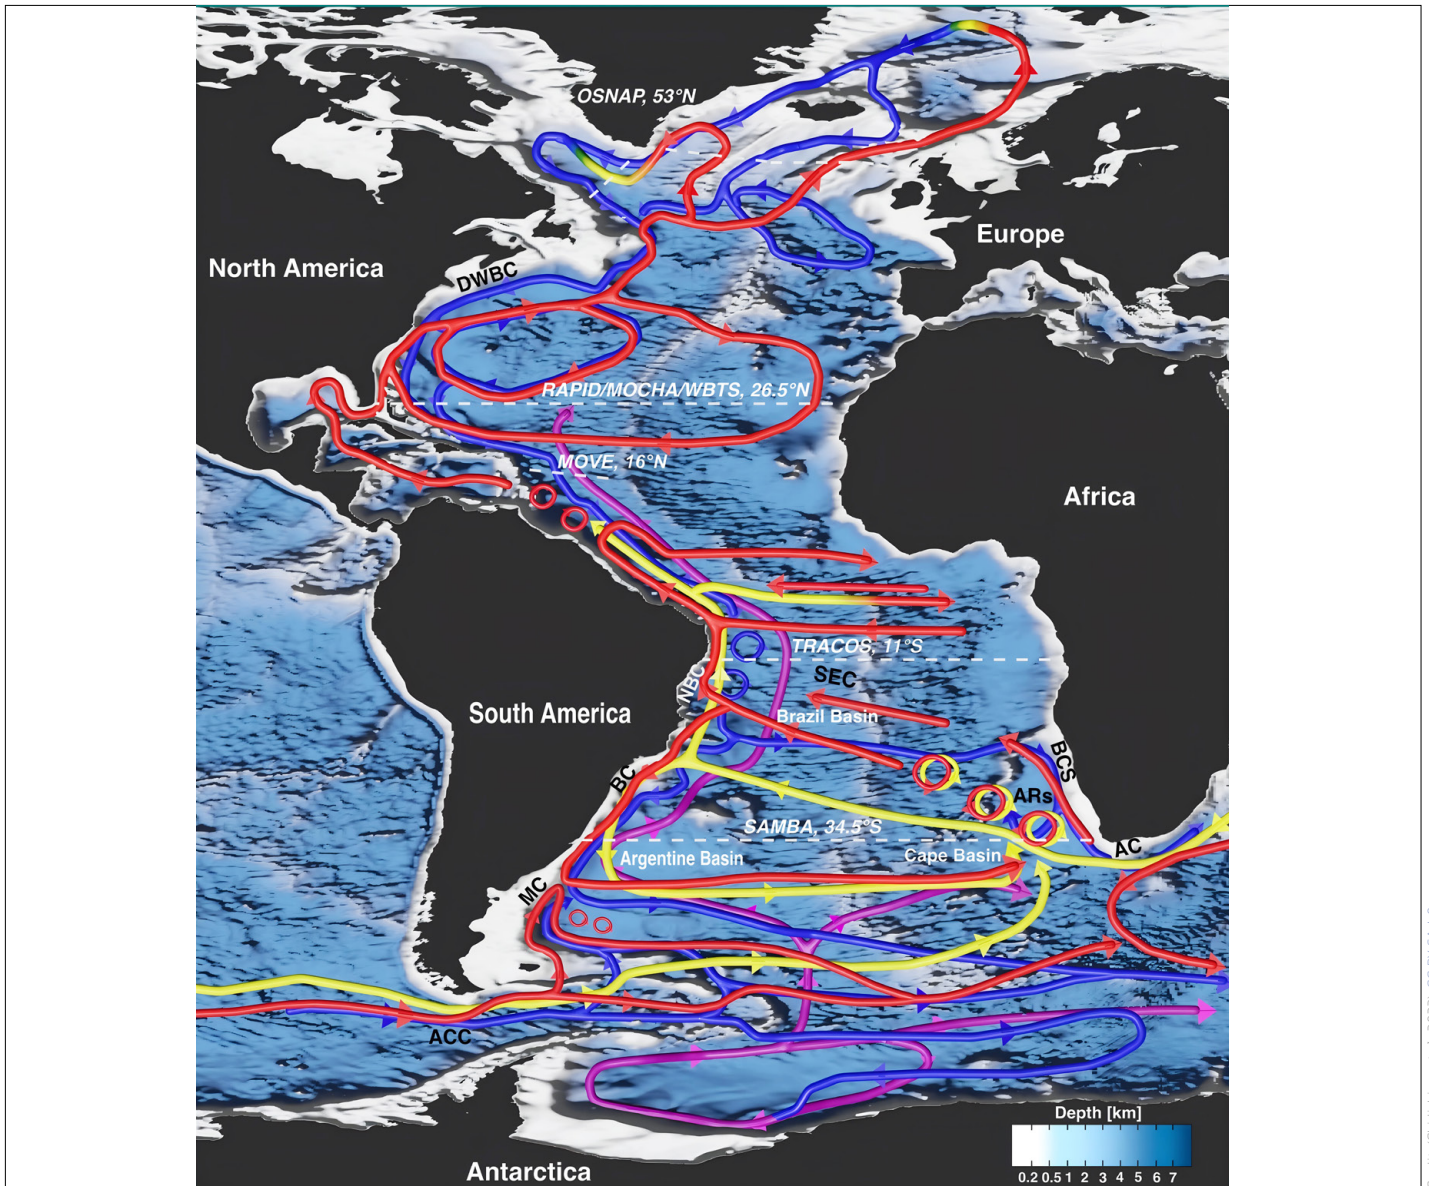 OSNAP, 53°N
Europe
North America
DWBC
RAPID/MOCHA/WBTS, 26.5°N
MOVE, 16°N
Africa
TRACOS, 11°S
NBC
SEC
South America
Brazil Basin
BCS
BC
ARs
SAMBA, 34.5°S
AC
Argentine Basin
Cape Basin
MC
ACC
Depth [km]
0.2 0.5 1 2 3 4 5 6 7
Antarctica